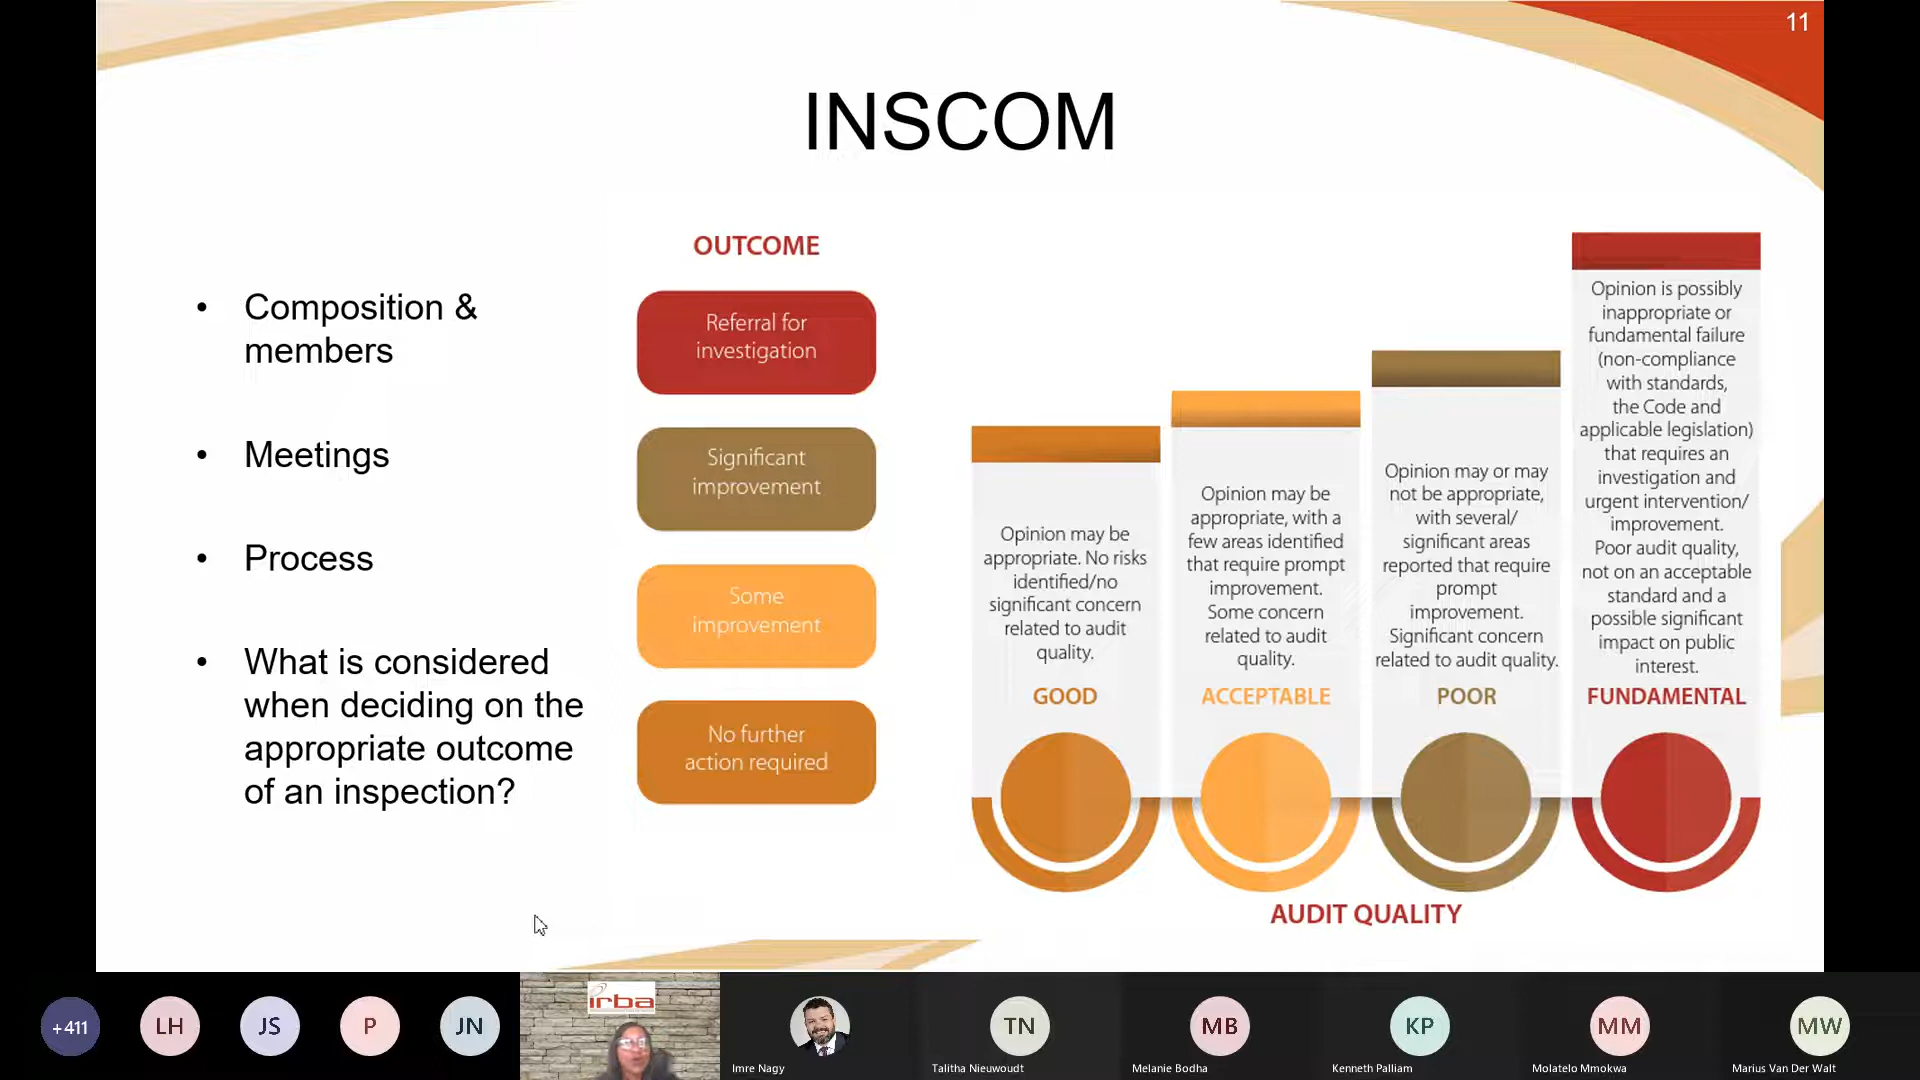 11
INSCOM
• Composition &
members
• Meetings
• Process
• What is considered
when deciding on the
appropriate outcome
of an inspection?
OUTCOME
Referral for
investigation
Significant
improvement
Some
improvement
No further
action required
Opinion may be
appropriate. No risks
identified/no
significant concern
related to audit
quality.
GOOD
Opinion may be
appropriate, with a
few areas identified
that require prompt
improvement.
Some concern
related to audit
quality.
ACCEPTABLE
Opinion may or may
not be appropriate,
with several/
significant areas
reported that require
prompt
improvement.
Significant concern
related to audit quality.
POOR
Opinion is possibly
inappropriate or
fundamental failure
(non-compliance
with standards,
the Code and
applicable legislation)
that requires an
investigation and
urgent intervention/
improvement.
Poor audit quality,
not on an acceptable
standard and a
possible significant
impact on public
interest.
FUNDAMENTAL
AUDIT QUALITY
+411
LH
JS
P
JN
irba
Imre Nagy
TN
Talitha Nieuwoudt
MB
Melanie Bodha
KP
Kenneth Palliam
MM
Molatelo Mmokwa
MW
Marius Van Der Walt